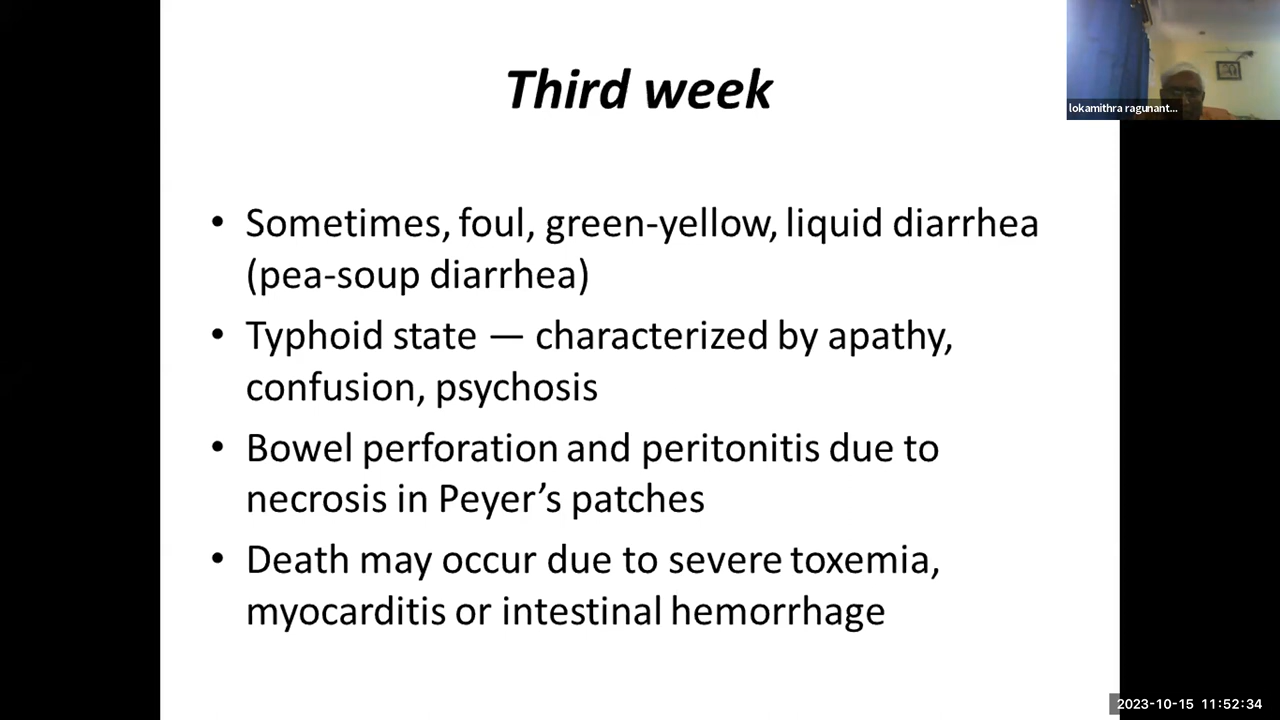 Third week
lokamithra ragunant...
• Sometimes, foul, green-yellow, liquid diarrhea
(pea-soup diarrhea)
• Typhoid state — characterized by apathy,
confusion, psychosis
• Bowel perforation and peritonitis due to
necrosis in Peyer’s patches
• Death may occur due to severe toxemia,
myocarditis or intestinal hemorrhage
2023-10-15 11:52:34